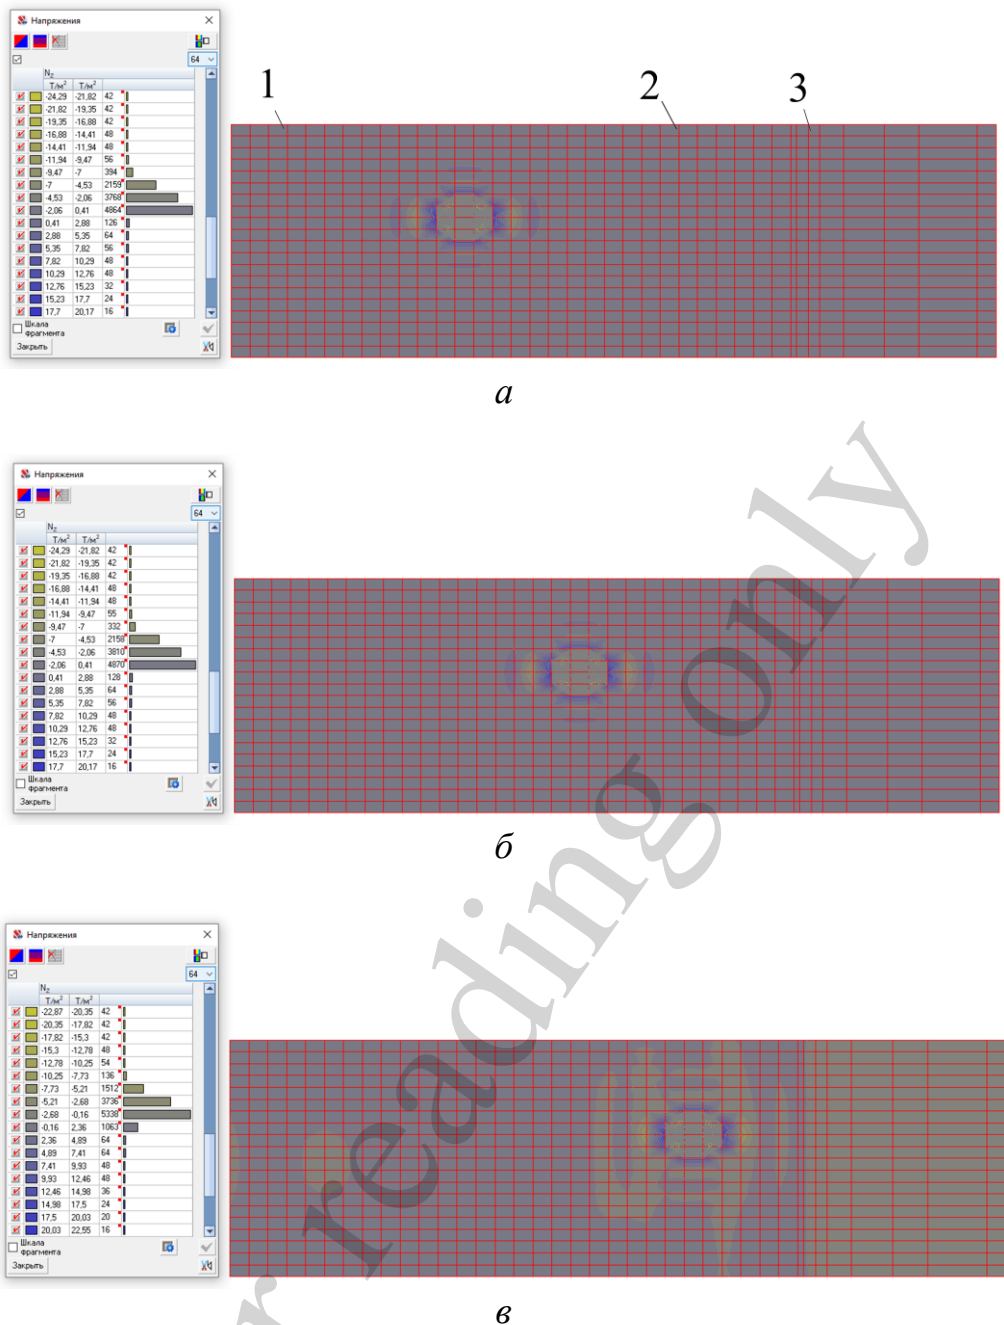 Напряжения
64
Nz
Т/м² Т/м²
-24,29 -21,82 42
-21,82 -19,35 42
-19,35 -16,88 42
-16,88 -14,41 48
-14,41 -11,94 48
-11,94 -9,47 56
-9,47 -7 394
-7 -4,53 2159
-4,53 -2,06 3768
-2,06 0,41 4864
0,41 2,88 126
2,88 5,35 64
5,35 7,82 56
7,82 10,29 48
10,29 12,76 48
12,76 15,23 32
15,23 17,7 24
17,7 20,17 16
Шкала
фрагмента
Закрыть
1 2 3
а
Напряжения
64
Nz
Т/м² Т/м²
-24,29 -21,82 42
-21,82 -19,35 42
-19,35 -16,88 42
-16,88 -14,41 48
-14,41 -11,94 48
-11,94 -9,47 55
-9,47 -7 332
-7 -4,53 2158
-4,53 -2,06 3810
-2,06 0,41 4870
0,41 2,88 128
2,88 5,35 64
5,35 7,82 56
7,82 10,29 48
10,29 12,76 48
12,76 15,23 32
15,23 17,7 24
17,7 20,17 16
Шкала
фрагмента
Закрыть
б
Напряжения
64
Nz
Т/м² Т/м²
-22,87 -20,35 42
-20,35 -17,82 42
-17,82 -15,3 42
-15,3 -12,78 48
-12,78 -10,25 54
-10,25 -7,73 136
-7,73 -5,21 1512
-5,21 -2,68 3736
-2,68 -0,16 5338
-0,16 2,36 1063
2,36 4,89 64
4,89 7,41 64
7,41 9,93 48
9,93 12,46 48
12,46 14,98 36
14,98 17,5 24
17,5 20,03 20
20,03 22,55 16
Шкала
фрагмента
Закрыть
в
r reading only